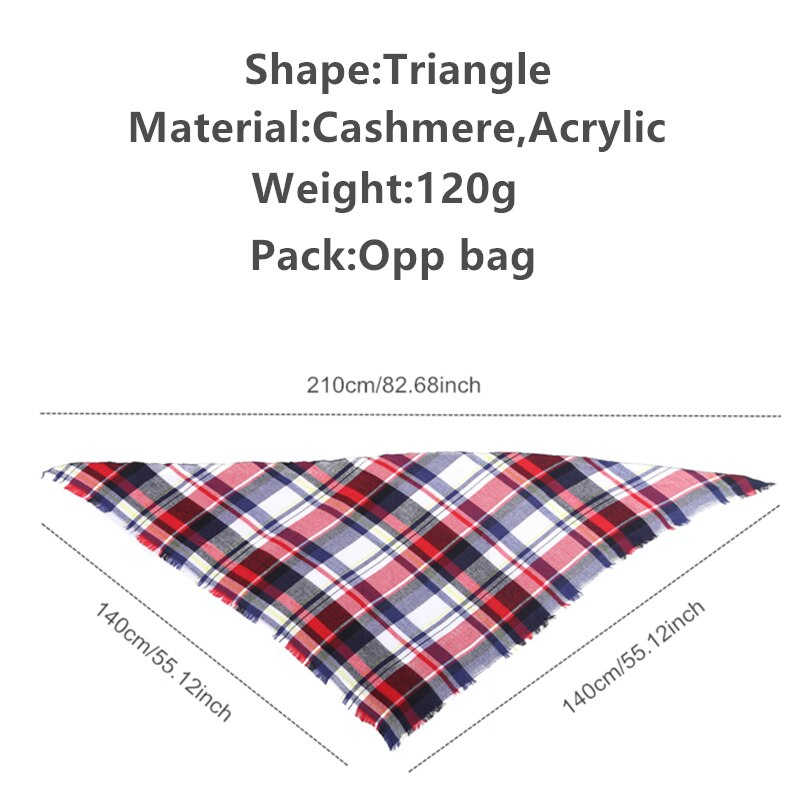 Shape:Triangle
Material:Cashmere,Acrylic
Weight:120g
Pack:Opp bag
210cm/82.68inch
140cm/55.12inch
140cm/55.12inch